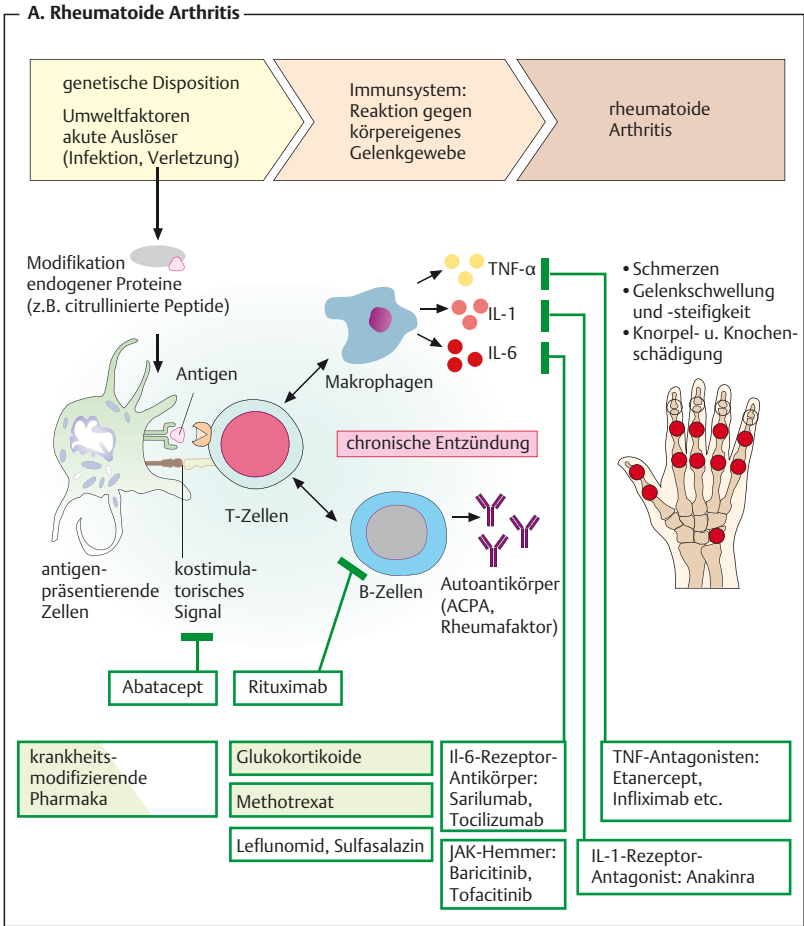 A. Rheumatoide Arthritis
genetische Disposition
Umweltfaktoren
akute Auslöser
(Infektion, Verletzung)
Immunsystem:
Reaktion gegen
körpereigenes
Gelenkgewebe
rheumatoide
Arthritis
Modifikation
endogener Proteine
(z.B. citrullinierte Peptide)
TNF-α
IL-1
IL-6
Makrophagen
• Schmerzen
• Gelenkschwellung
und -steifigkeit
• Knorpel- u. Knochen-
schädigung
Antigen
chronische Entzündung
T-Zellen
antigen-
präsentierende
Zellen
kostimula-
torisches
Signal
B-Zellen
Autoantikörper
(ACPA,
Rheumafaktor)
Abatacept
Rituximab
krankheits-
modifizierende
Pharmaka
Glukokortikoide
Methotrexat
Leflunomid, Sulfasalazin
Il-6-Rezeptor-
Antikörper:
Sarilumab,
Tocilizumab
JAK-Hemmer:
Baricitinib,
Tofacitinib
TNF-Antagonisten:
Etanercept,
Infliximab etc.
IL-1-Rezeptor-
Antagonist: Anakinra